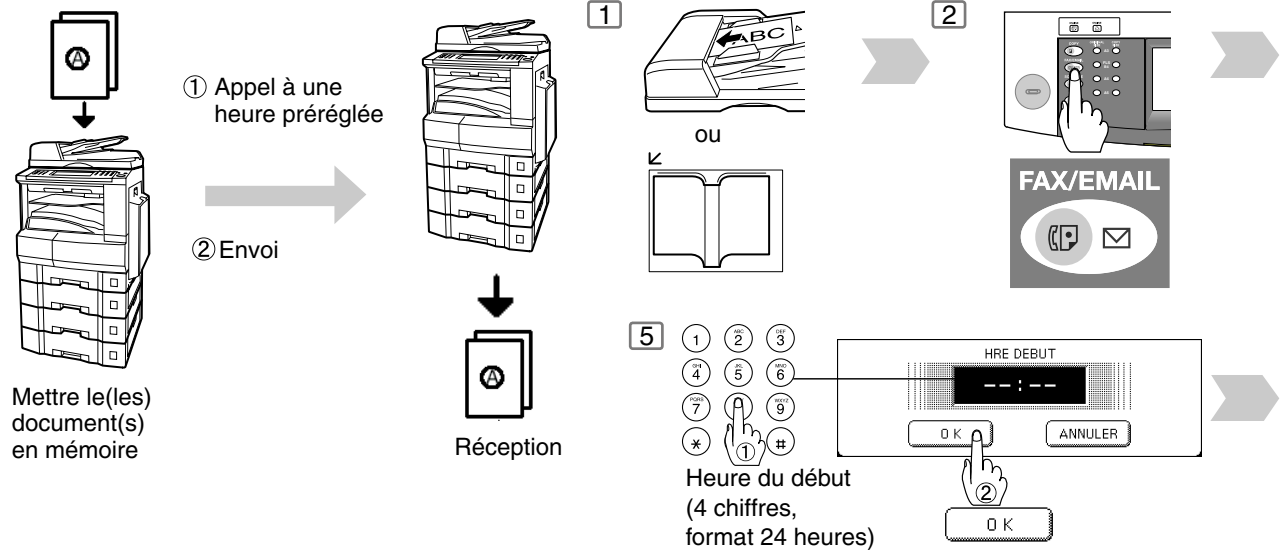 A
① Appel à une
heure préréglée
② Envoi
Mettre le(les)
document(s)
en mémoire
A
Réception
1
ABC
ou
2
FAX/EMAIL
5
1 ABC 2 DEF 3
GHI 4 JKL 5 MNO 6
PQRS 7 WXYZ 9
* ① #
Heure du début
(4 chiffres,
format 24 heures)
HRE DEBUT
--:--
OK ANNULER
②
OK